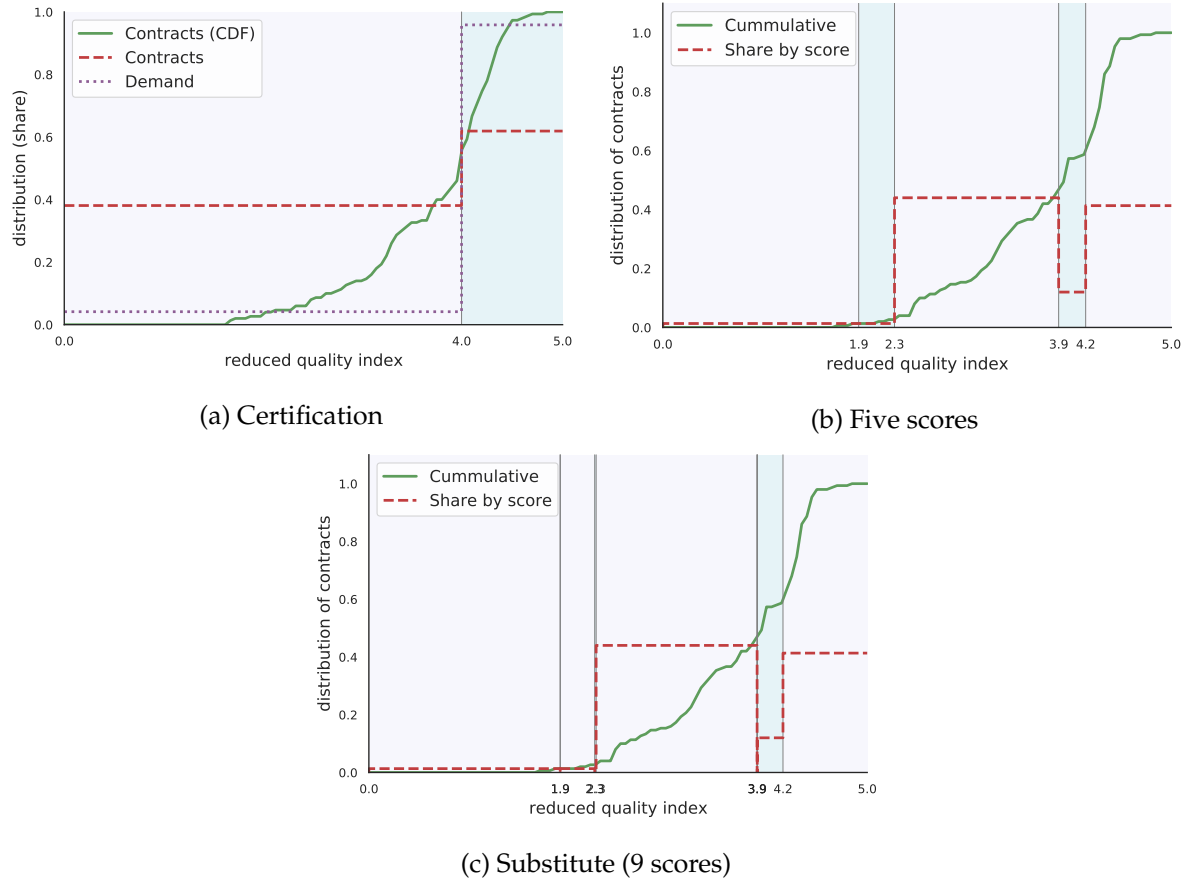 1.0
0.8
0.6
0.4
0.2
0.0
distribution (share)
Contracts (CDF)
Contracts
Demand
0.0 4.0 5.0
reduced quality index
(a) Certification
1.0
0.8
0.6
0.4
0.2
0.0
distribution of contracts
Cummulative
Share by score
0.0 1.9 2.3 3.9 4.2 5.0
reduced quality index
(b) Five scores
1.0
0.8
0.6
0.4
0.2
0.0
distribution of contracts
Cummulative
Share by score
0.0 1.9 2.3 3.9 4.2 5.0
reduced quality index
(c) Substitute (9 scores)